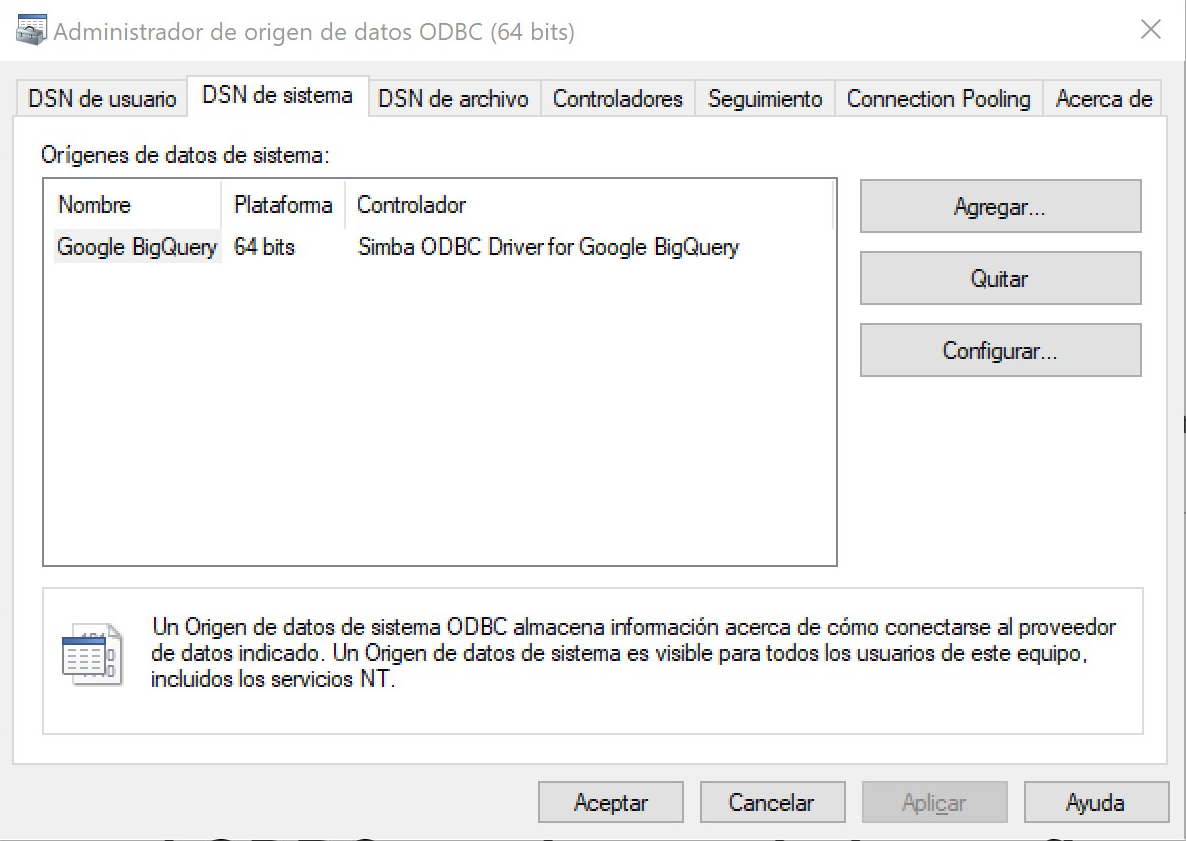 Administrador de origen de datos ODBC (64 bits)
DSN de usuario DSN de sistema DSN de archivo Controladores Seguimiento Connection Pooling Acerca de
Orígenes de datos de sistema:
Nombre Plataforma Controlador
Google BigQuery 64 bits Simba ODBC Driver for Google BigQuery
Agregar...
Quitar
Configurar...
Un Origen de datos de sistema ODBC almacena información acerca de cómo conectarse al proveedor
de datos indicado. Un Origen de datos de sistema es visible para todos los usuarios de este equipo,
incluidos los servicios NT.
Aceptar Cancelar Aplicar Ayuda